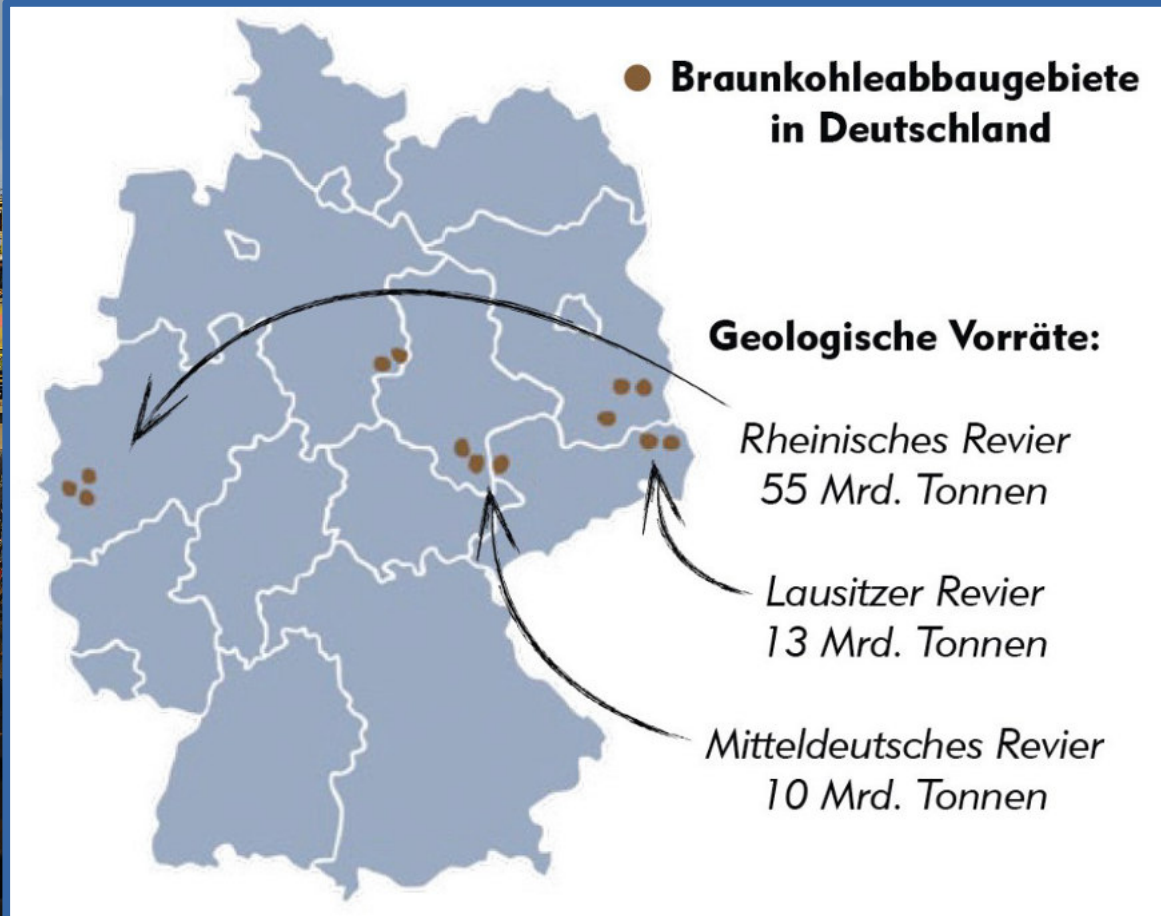 Braunkohleabbaugebiete
in Deutschland
Geologische Vorräte:
Rheinisches Revier
55 Mrd. Tonnen
Lausitzer Revier
13 Mrd. Tonnen
Mitteldeutsches Revier
10 Mrd. Tonnen